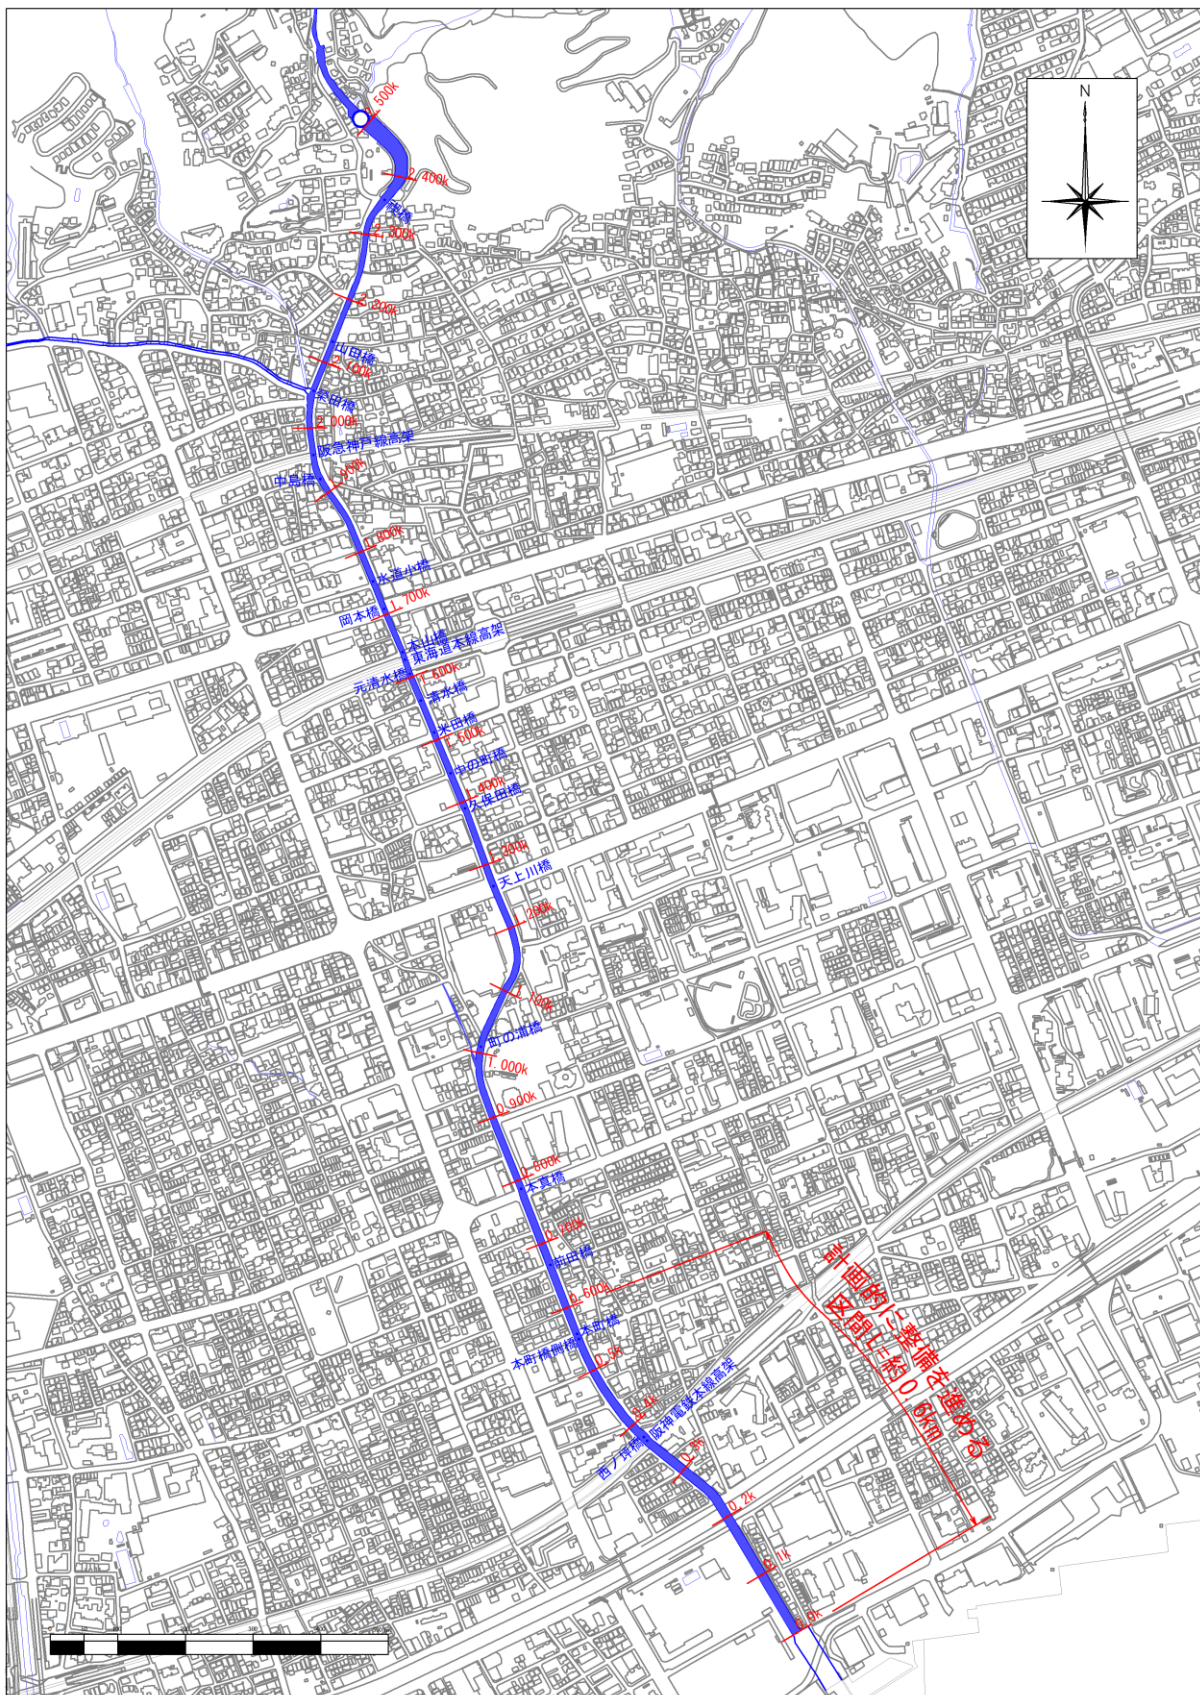 N
2.500k
2.400k
2.300k
2.200k
山田橋
2.100k
栄田橋
2.000k
阪急神戸線高架
中島橋
1.900k
1.800k
水道小橋
1.700k
岡本橋
本山橋
東海道本線高架
元清水橋
1.600k
清水橋
米田橋
1.500k
中の町橋
1.400k
久保田橋
1.300k
天上川橋
1.200k
1.100k
町の浦橋
1.000k
0.900k
0.800k
本真橋
0.700k
前田橋
0.600k
本町橋
本町橋側橋
0.5k
計画的に整備を進める
区間L=約0.6km
0.4k
阪神電鉄本線高架
西ノ坪橋
0.3k
0.2k
0.1k